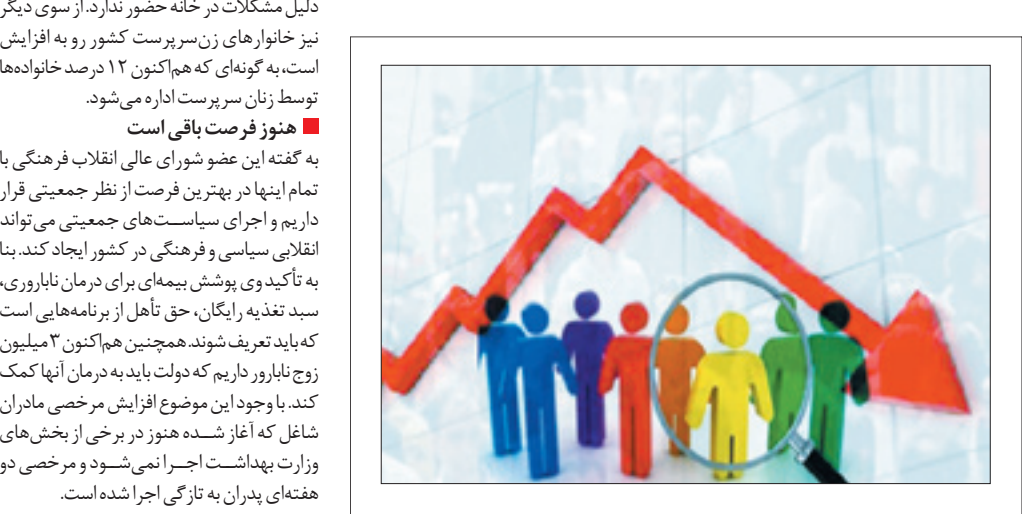 دلیل مشکلات در خانه حضور ندارد. از سوی دیگر
نیز خانوارهای زن‌سرپرست کشور رو به افزایش
است، به گونه‌ای که هم‌اکنون ۱۲ درصد خانواده‌ها
توسط زنان سرپرست اداره می‌شود.
هنوز فرصت باقی است
به گفته این عضو شورای عالی انقلاب فرهنگی با
تمام اینها در بهترین فرصت از نظر جمعیتی قرار
داریم و اجرای سیاست‌های جمعیتی می‌تواند
انقلابی سیاسی و فرهنگی در کشور ایجاد کند. بنا
به تأکید وی پوشش بیمه‌ای برای درمان ناباروری،
سبد تغذیه رایگان، حق تأهل از برنامه‌هایی است
که باید تعریف شوند. همچنین هم‌اکنون ۳ میلیون
زوج نابارور داریم که دولت باید به درمان آنها کمک
کند. با وجود این موضوع افزایش مرخصی مادران
شاغل که آغاز شده هنوز در برخی از بخش‌های
وزارت بهداشت اجرا نمی‌شود و مرخصی دو
هفته‌ای پدران به تازگی اجرا شده است.